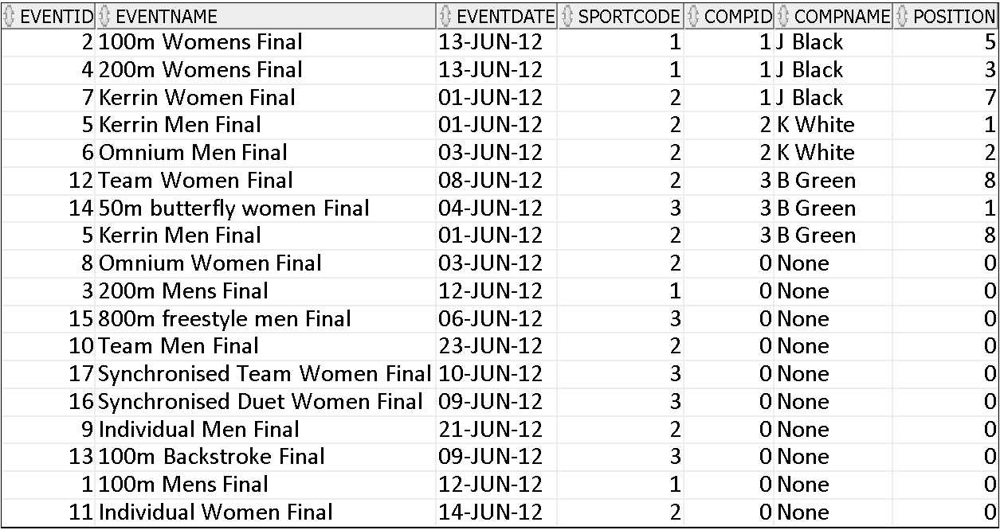 EVENTID EVENTNAME EVENTDATE SPORTCODE COMPID COMPNAME POSITION
2 100m Womens Final 13-JUN-12 1 1 J Black 5
4 200m Womens Final 13-JUN-12 1 1 J Black 3
7 Kerrin Women Final 01-JUN-12 2 1 J Black 7
5 Kerrin Men Final 01-JUN-12 2 2 K White 1
6 Omnium Men Final 03-JUN-12 2 2 K White 2
12 Team Women Final 08-JUN-12 2 3 B Green 8
14 50m butterfly women Final 04-JUN-12 3 3 B Green 1
5 Kerrin Men Final 01-JUN-12 2 3 B Green 8
8 Omnium Women Final 03-JUN-12 2 0 None 0
3 200m Mens Final 12-JUN-12 1 0 None 0
15 800m freestyle men Final 06-JUN-12 3 0 None 0
10 Team Men Final 23-JUN-12 2 0 None 0
17 Synchronised Team Women Final 10-JUN-12 3 0 None 0
16 Synchronised Duet Women Final 09-JUN-12 3 0 None 0
9 Individual Men Final 21-JUN-12 2 0 None 0
13 100m Backstroke Final 09-JUN-12 3 0 None 0
1 100m Mens Final 12-JUN-12 1 0 None 0
11 Individual Women Final 14-JUN-12 2 0 None 0